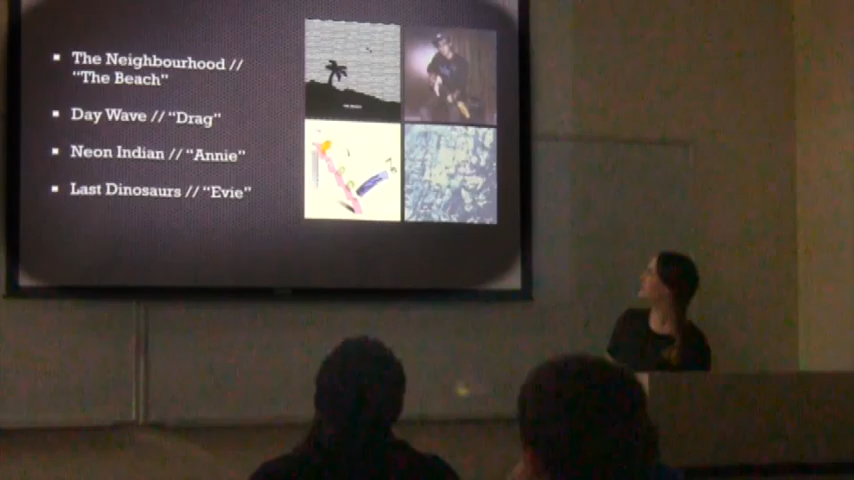 ▪ The Neighbourhood //
“The Beach”
▪ Day Wave // “Drag”
▪ Neon Indian // “Annie”
▪ Last Dinosaurs // “Evie”